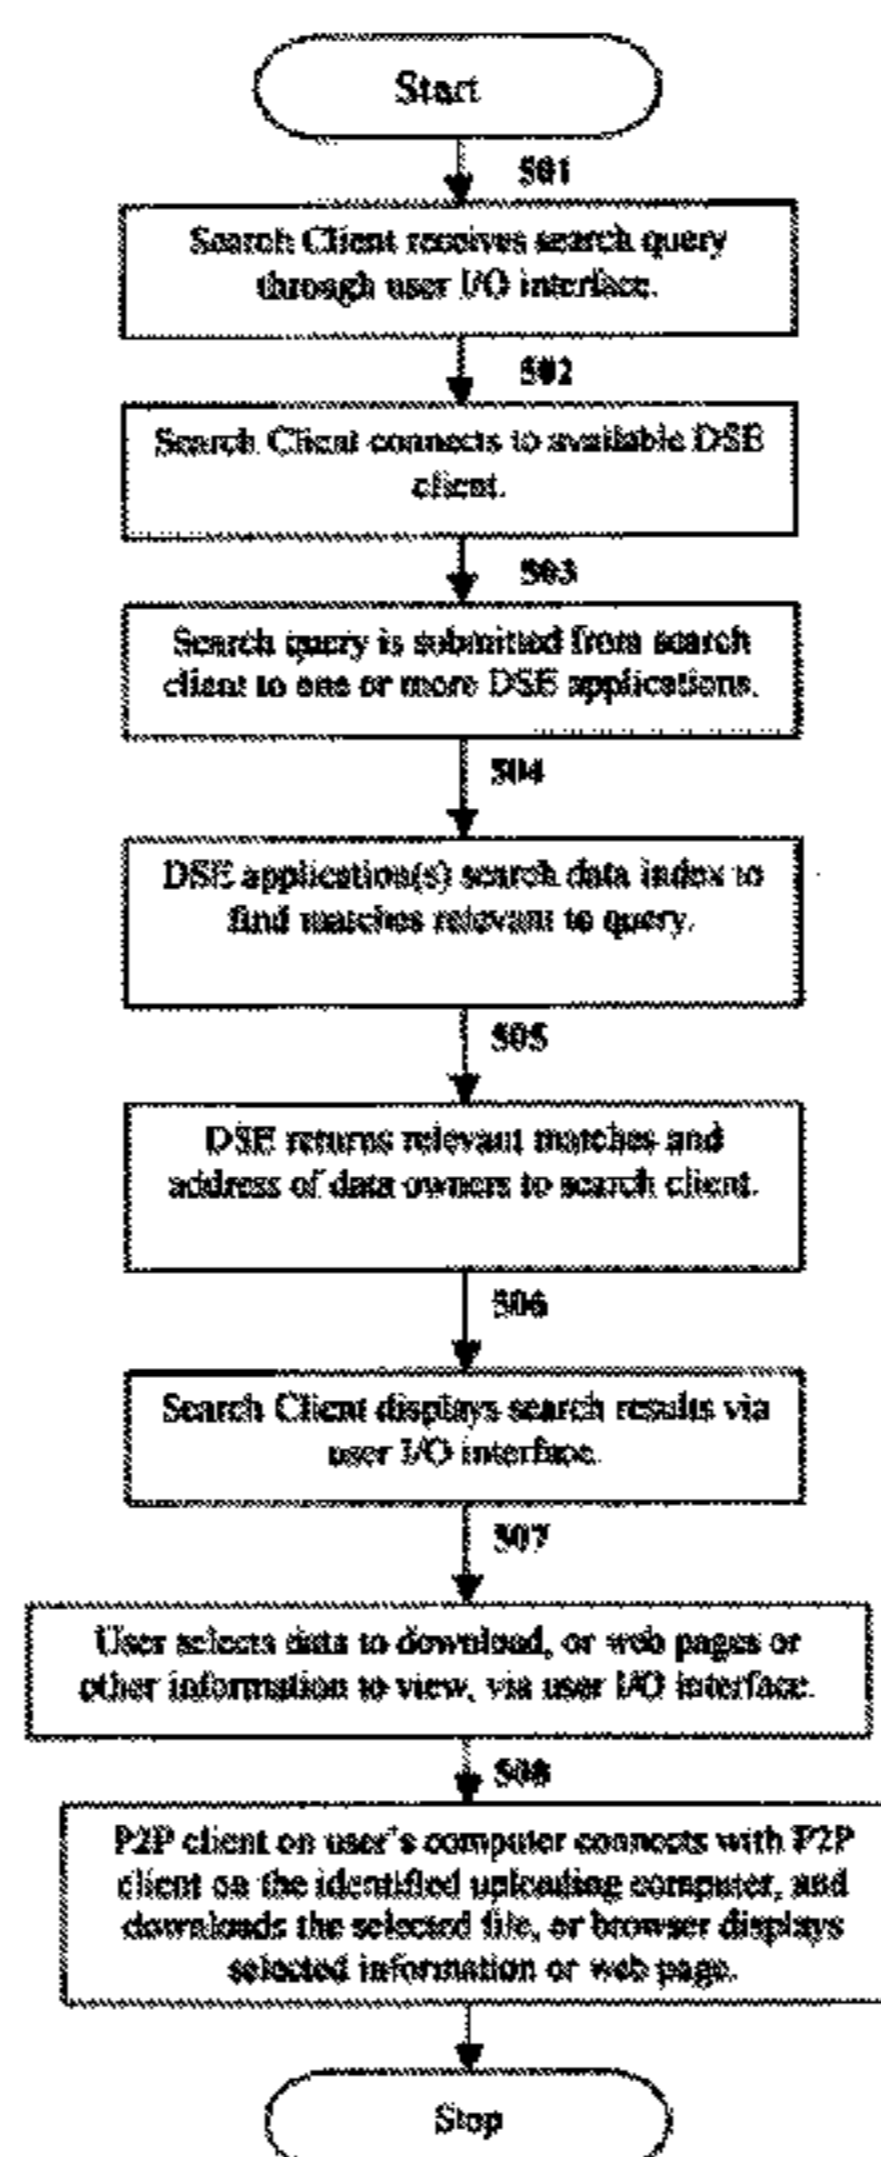 Start
501
Search Client receives search query
through user I/O interface.
502
Search Client connects to available DSE
client.
503
Search query is submitted from search
client to one or more DSE applications.
504
DSE application(s) search data index to
find matches relevant to query.
505
DSE returns relevant matches and
address of data owners to search client.
506
Search Client displays search results via
user I/O interface.
507
User selects data to download, or web pages or
other information to view, via user I/O interface.
508
P2P client on user's computer connects with P2P
client on the identified uploading computer, and
downloads the selected file, or browser displays
selected information or web page.
Stop